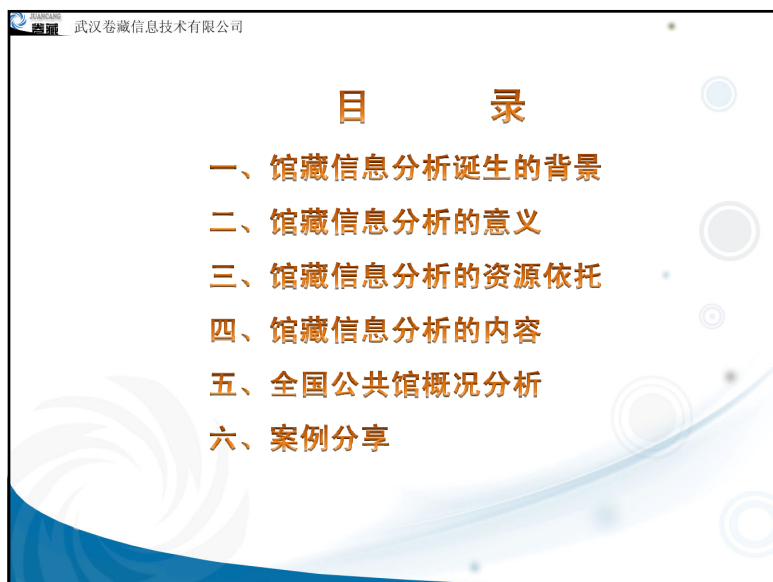 JUANCANG
卷藏 武汉卷藏信息技术有限公司
目 录
一、馆藏信息分析诞生的背景
二、馆藏信息分析的意义
三、馆藏信息分析的资源依托
四、馆藏信息分析的内容
五、全国公共馆概况分析
六、案例分享